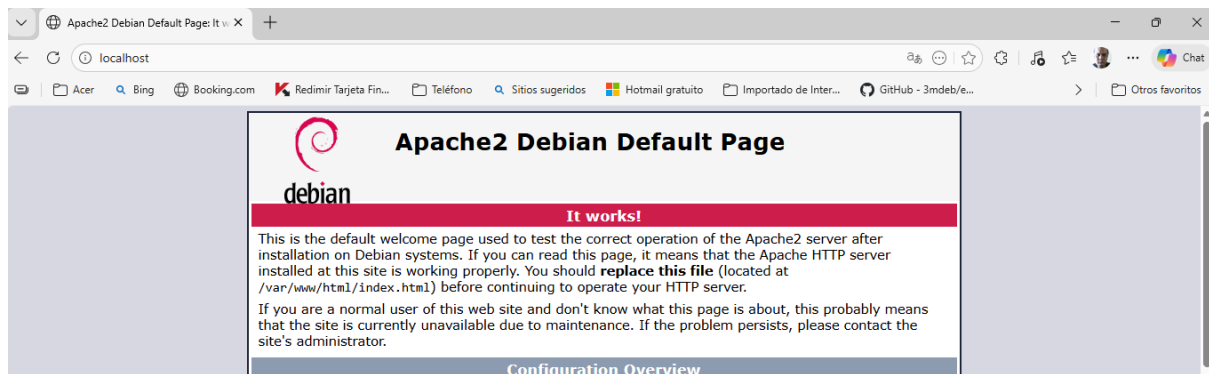 Apache2 Debian Default Page: It w
localhost
Chat
Acer Bing Booking.com Redimir Tarjeta Fin... Teléfono Sitios sugeridos Hotmail gratuito Importado de Inter... GitHub - 3mdeb/e... Otros favoritos
debian
Apache2 Debian Default Page
It works!
This is the default welcome page used to test the correct operation of the Apache2 server after
installation on Debian systems. If you can read this page, it means that the Apache HTTP server
installed at this site is working properly. You should replace this file (located at
/var/www/html/index.html) before continuing to operate your HTTP server.
If you are a normal user of this web site and don't know what this page is about, this probably means
that the site is currently unavailable due to maintenance. If the problem persists, please contact the
site's administrator.
Configuration Overview